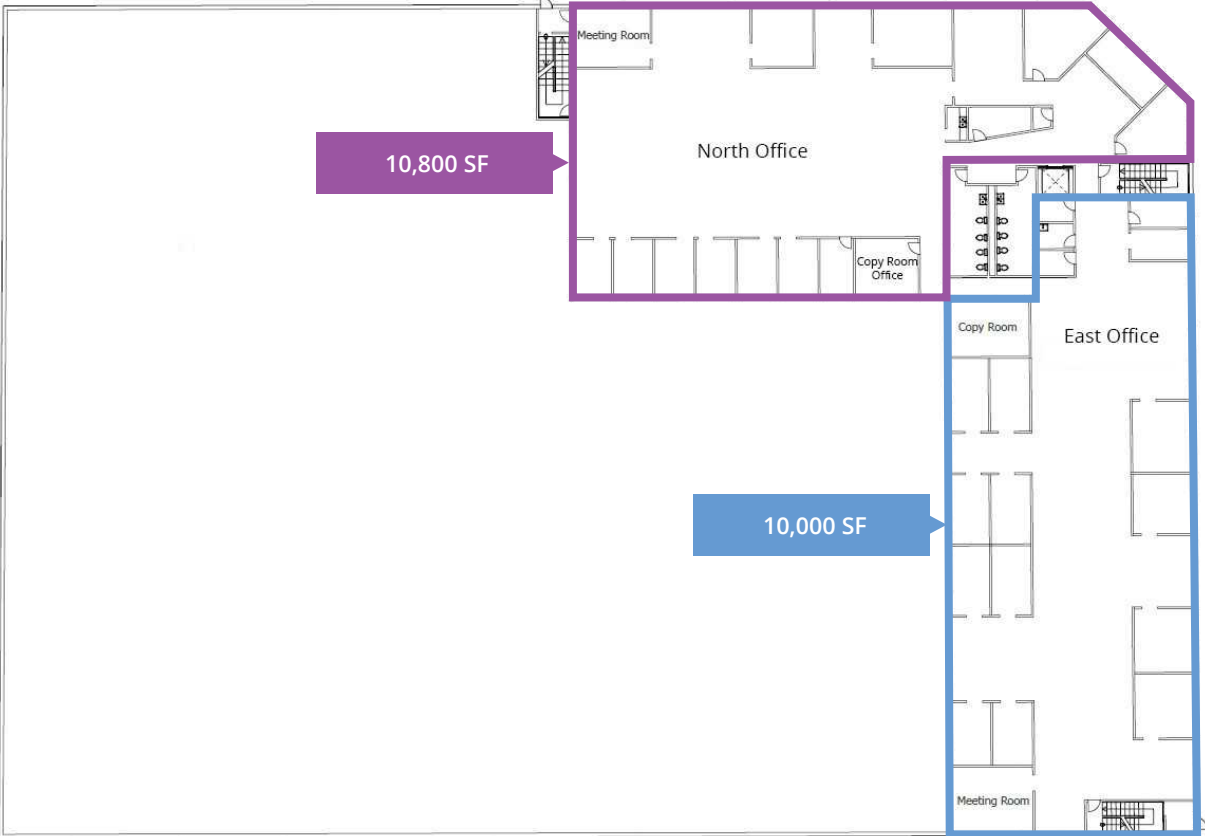 Meeting Room
10,800 SF
North Office
Copy Room
Office
Copy Room
East Office
10,000 SF
Meeting Room